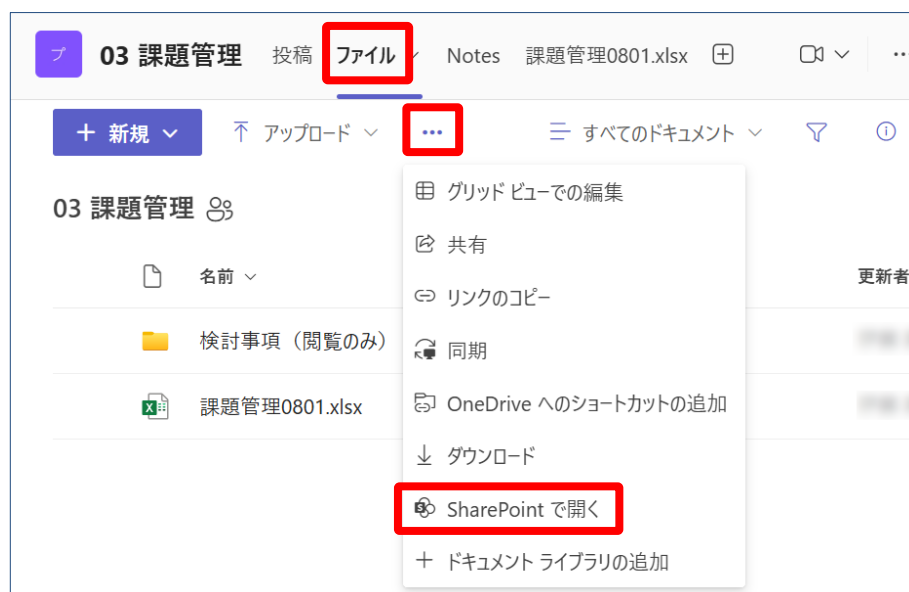 プ 03 課題管理 投稿 ファイル Notes 課題管理0801.xlsx
+ 新規 アップロード ... すべてのドキュメント
03 課題管理
名前 更新者
検討事項（閲覧のみ）
課題管理0801.xlsx
グリッド ビューでの編集
共有
リンクのコピー
同期
OneDrive へのショートカットの追加
ダウンロード
SharePoint で開く
+ ドキュメント ライブラリの追加